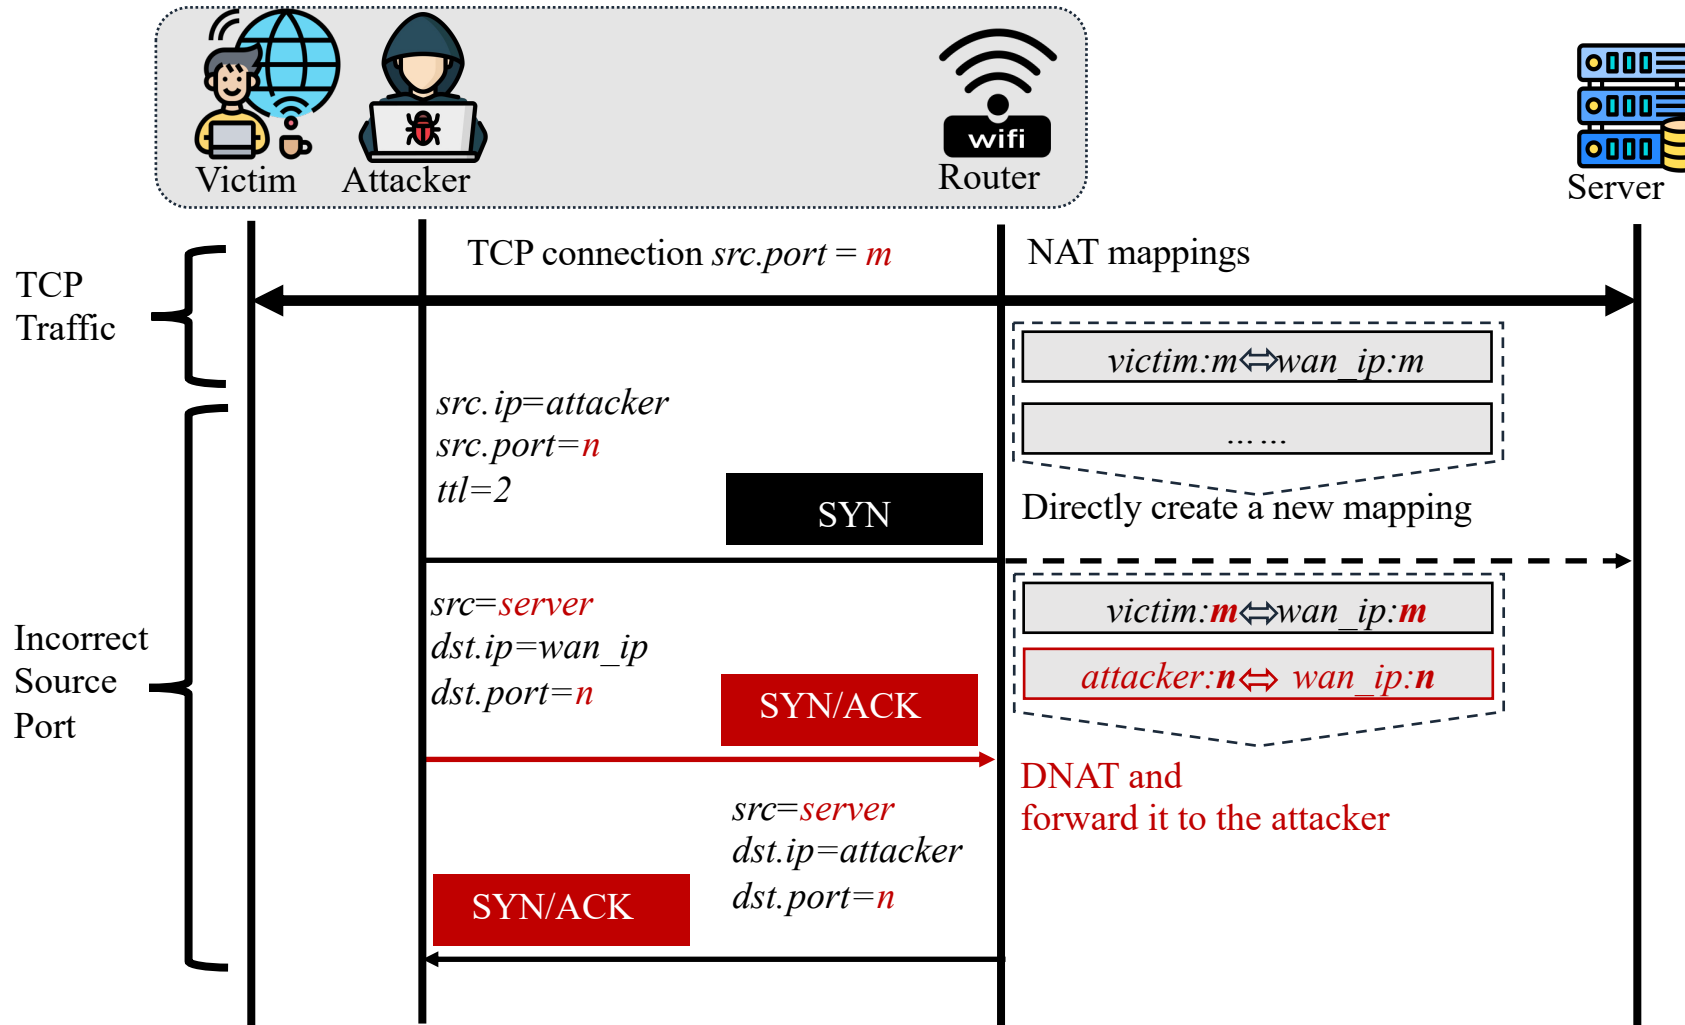 wifi
Victim
Attacker
Router
Server
TCP connection src.port = m
NAT mappings
TCP
Traffic
victim:m⇔wan_ip:m
……
src.ip=attacker
src.port=n
ttl=2
SYN
Directly create a new mapping
Incorrect
Source
Port
src=server
dst.ip=wan_ip
dst.port=n
SYN/ACK
victim:m⇔wan_ip:m
attacker:n⇔ wan_ip:n
DNAT and
forward it to the attacker
src=server
dst.ip=attacker
dst.port=n
SYN/ACK